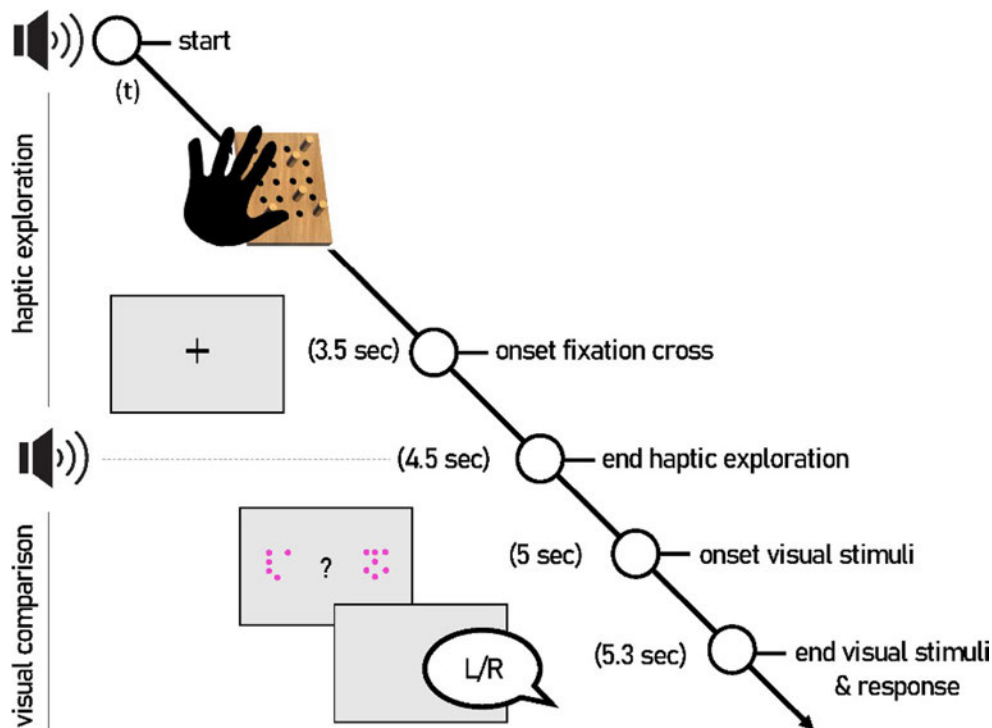 start
(t)
haptic exploration
(3.5 sec)
onset fixation cross
(4.5 sec)
end haptic exploration
visual comparison
?
(5 sec)
onset visual stimuli
L/R
(5.3 sec)
end visual stimuli
& response